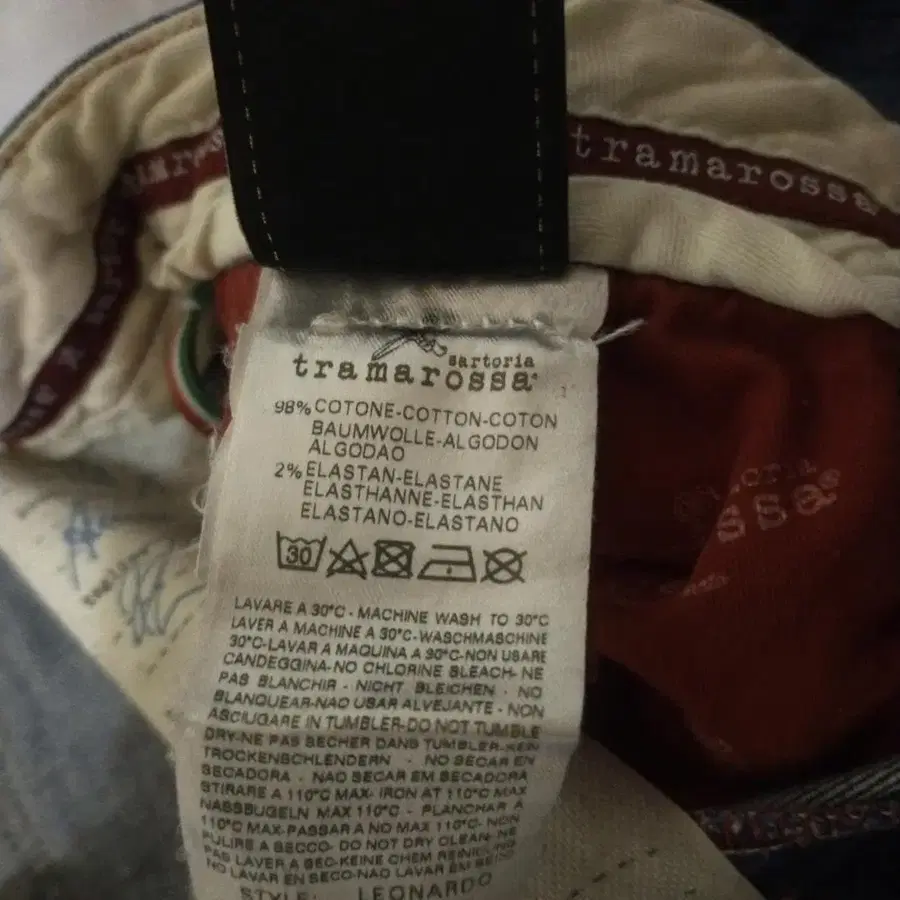 tramarossa
sartoria
tramarossa
98% COTONE-COTTON-COTON
BAUMWOLLE-ALGODON
ALGODAO
2% ELASTAN-ELASTANE
ELASTHANNE-ELASTHAN
ELASTANO-ELASTANO
30
LAVARE A 30°C - MACHINE WASH TO 30°C
LAVER A MACHINE A 30°C-WASCHMASCHINE
30°C-LAVAR A MAQUINA A 30°C-NON USARE
CANDEGGINA-NO CHLORINE BLEACH- NE
PAS BLANCHIR - NICHT BLEICHEN - NO
BLANQUEAR-NAO USAR ALVEJANTE - NON
ASCIUGARE IN TUMBLER-DO NOT TUMBLE
DRY-NE PAS SECHER DANS TUMBLER-KEIN
TROCKENSCHLENDERN - NO SECAR EN
SECADORA - NAO SECAR EM SECADORA
STIRARE A 110°C MAX- IRON AT 110°C MAX
NASSBUGELN MAX 110°C - PLANCHAR A
110°C MAX-PASSAR A NO MAX 110°C- NON
PULIRE A SECCO- DO NOT DRY CLEAN- NE
PAS LAVER A SEC-KEINE CHEM REINIGUNG
NO LAVAR EN SECO-NAO LAVAR EM SECO
STYLE: LEONARDO
ssa